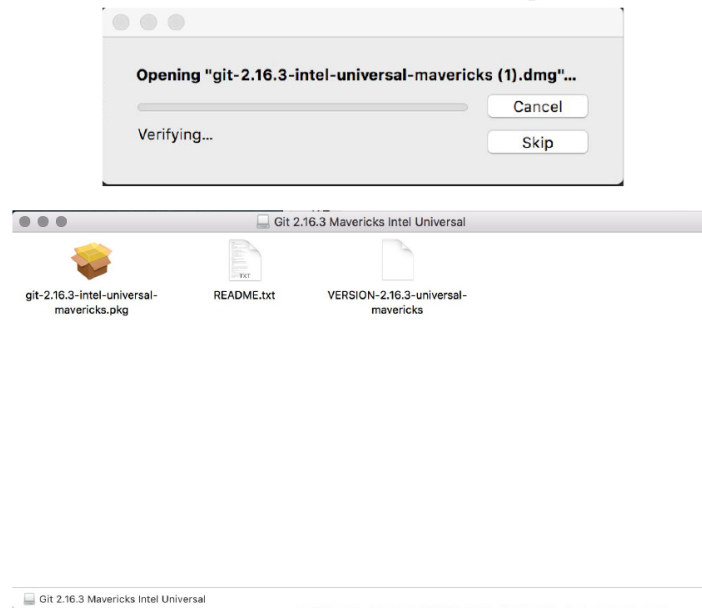 Opening "git-2.16.3-intel-universal-mavericks (1).dmg"...
Cancel
Verifying...
Skip
Git 2.16.3 Mavericks Intel Universal
TXT
git-2.16.3-intel-universal-
mavericks.pkg
README.txt
VERSION-2.16.3-universal-
mavericks
Git 2.16.3 Mavericks Intel Universal